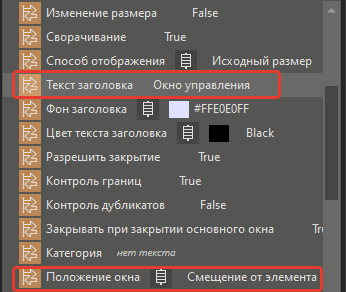 Изменение размера False
Сворачивание True
Способ отображения Исходный размер
Текст заголовка Окно управления
Фон заголовка #FFE0E0FF
Цвет текста заголовка Black
Разрешить закрытие True
Контроль границ True
Контроль дубликатов False
Закрывать при закрытии основного окна Tru
Категория нет текста
Положение окна Смещение от элемента